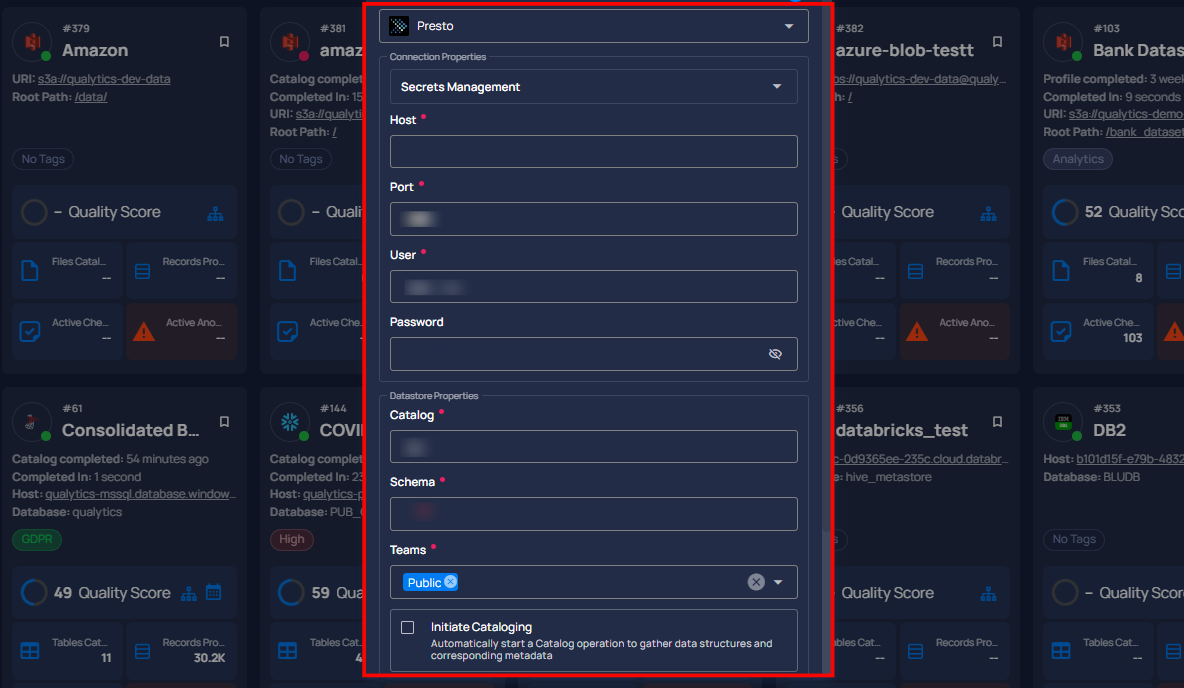 #379
Amazon
URI: s3a://qualytics-dev-data
Root Path: /data/
No Tags
– Quality Score
Files Catal...
--
Records Pro...
--
Active Che...
--
Active Ano...
--
#381
Catalog complet
Completed In: 15
URI: s3a://qualyti
Root Path: /
No Tags
– Quali
Files Catal
Active Che
Presto
Connection Properties
Secrets Management
Host •
Port •
User •
Password
Datastore Properties
Catalog •
Schema •
Teams •
Public
Initiate Cataloging
Automatically start a Catalog operation to gather data structures and
corresponding metadata
#382
azure-blob-testt
os://qualytics-dev-data@qualy...
h: /
Quality Score
atal...
--
Records Pro...
--
Che...
--
Active Ano...
--
#103
Bank Datas
Profile completed: 3 week
Completed In: 9 seconds
URI: s3a://qualytics-demo
Root Path: /bank_dataset
Analytics
52 Quality Sco
Files Catal...
8
Active Che...
103
#61
Consolidated B...
Catalog completed: 54 minutes ago
Completed In: 1 second
Host: qualytics-mssql.database.window...
Database: qualytics
GDPR
49 Quality Score
Tables Cat...
11
Records Pro...
30.2K
#144
COVI
Catalog complet
Completed In: 23
Host: qualytics-p
Database: PUB_
High
59 Qua
Tables Cat
4
#356
databricks_test
c-0d9365ee-235c.cloud.databr...
e: hive_metastore
Quality Score
bles Cat...
--
Records Pro...
--
#353
DB2
Host: b101d15f-e79b-4832
Database: BLUDB
No Tags
– Quality Score
Tables Cat...
--